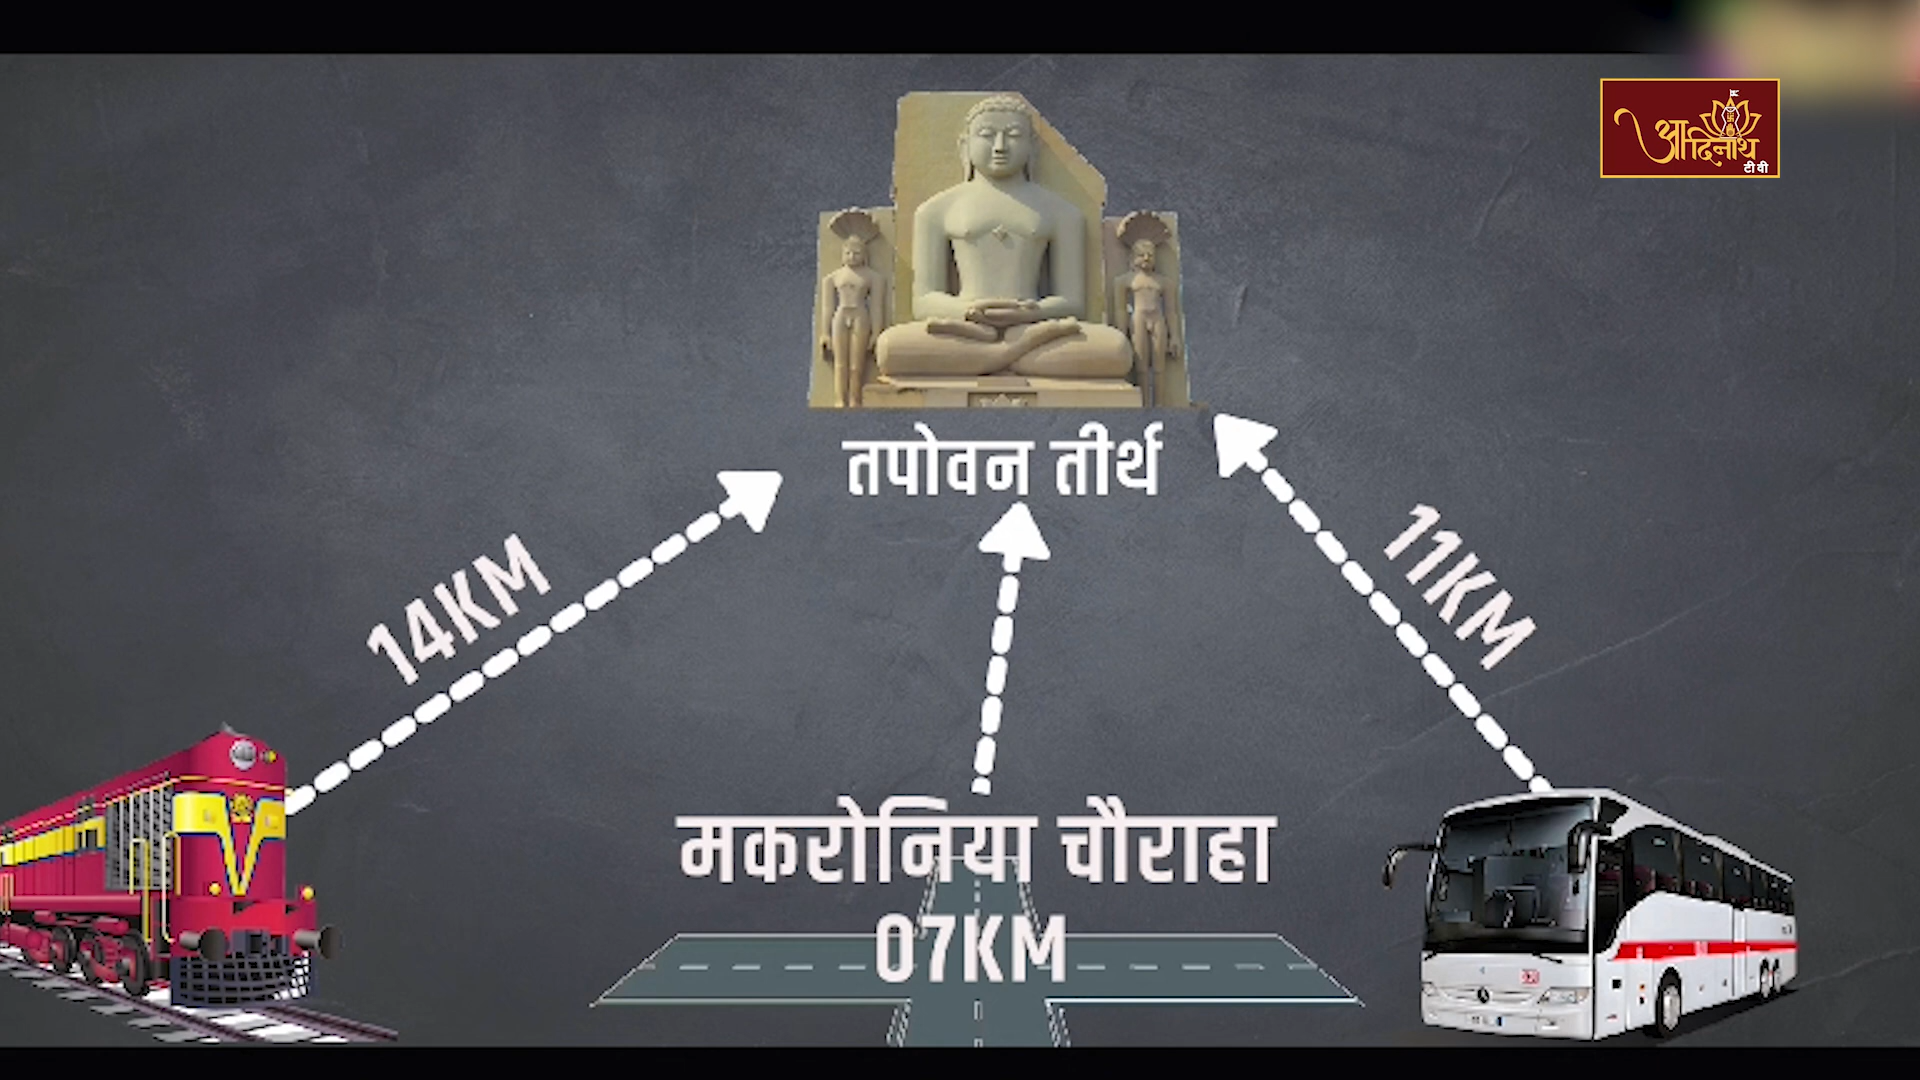 आदिनाथ
टीवी
तपोवन तीर्थ
14KM
11KM
मकरोनिया चौराहा
07KM